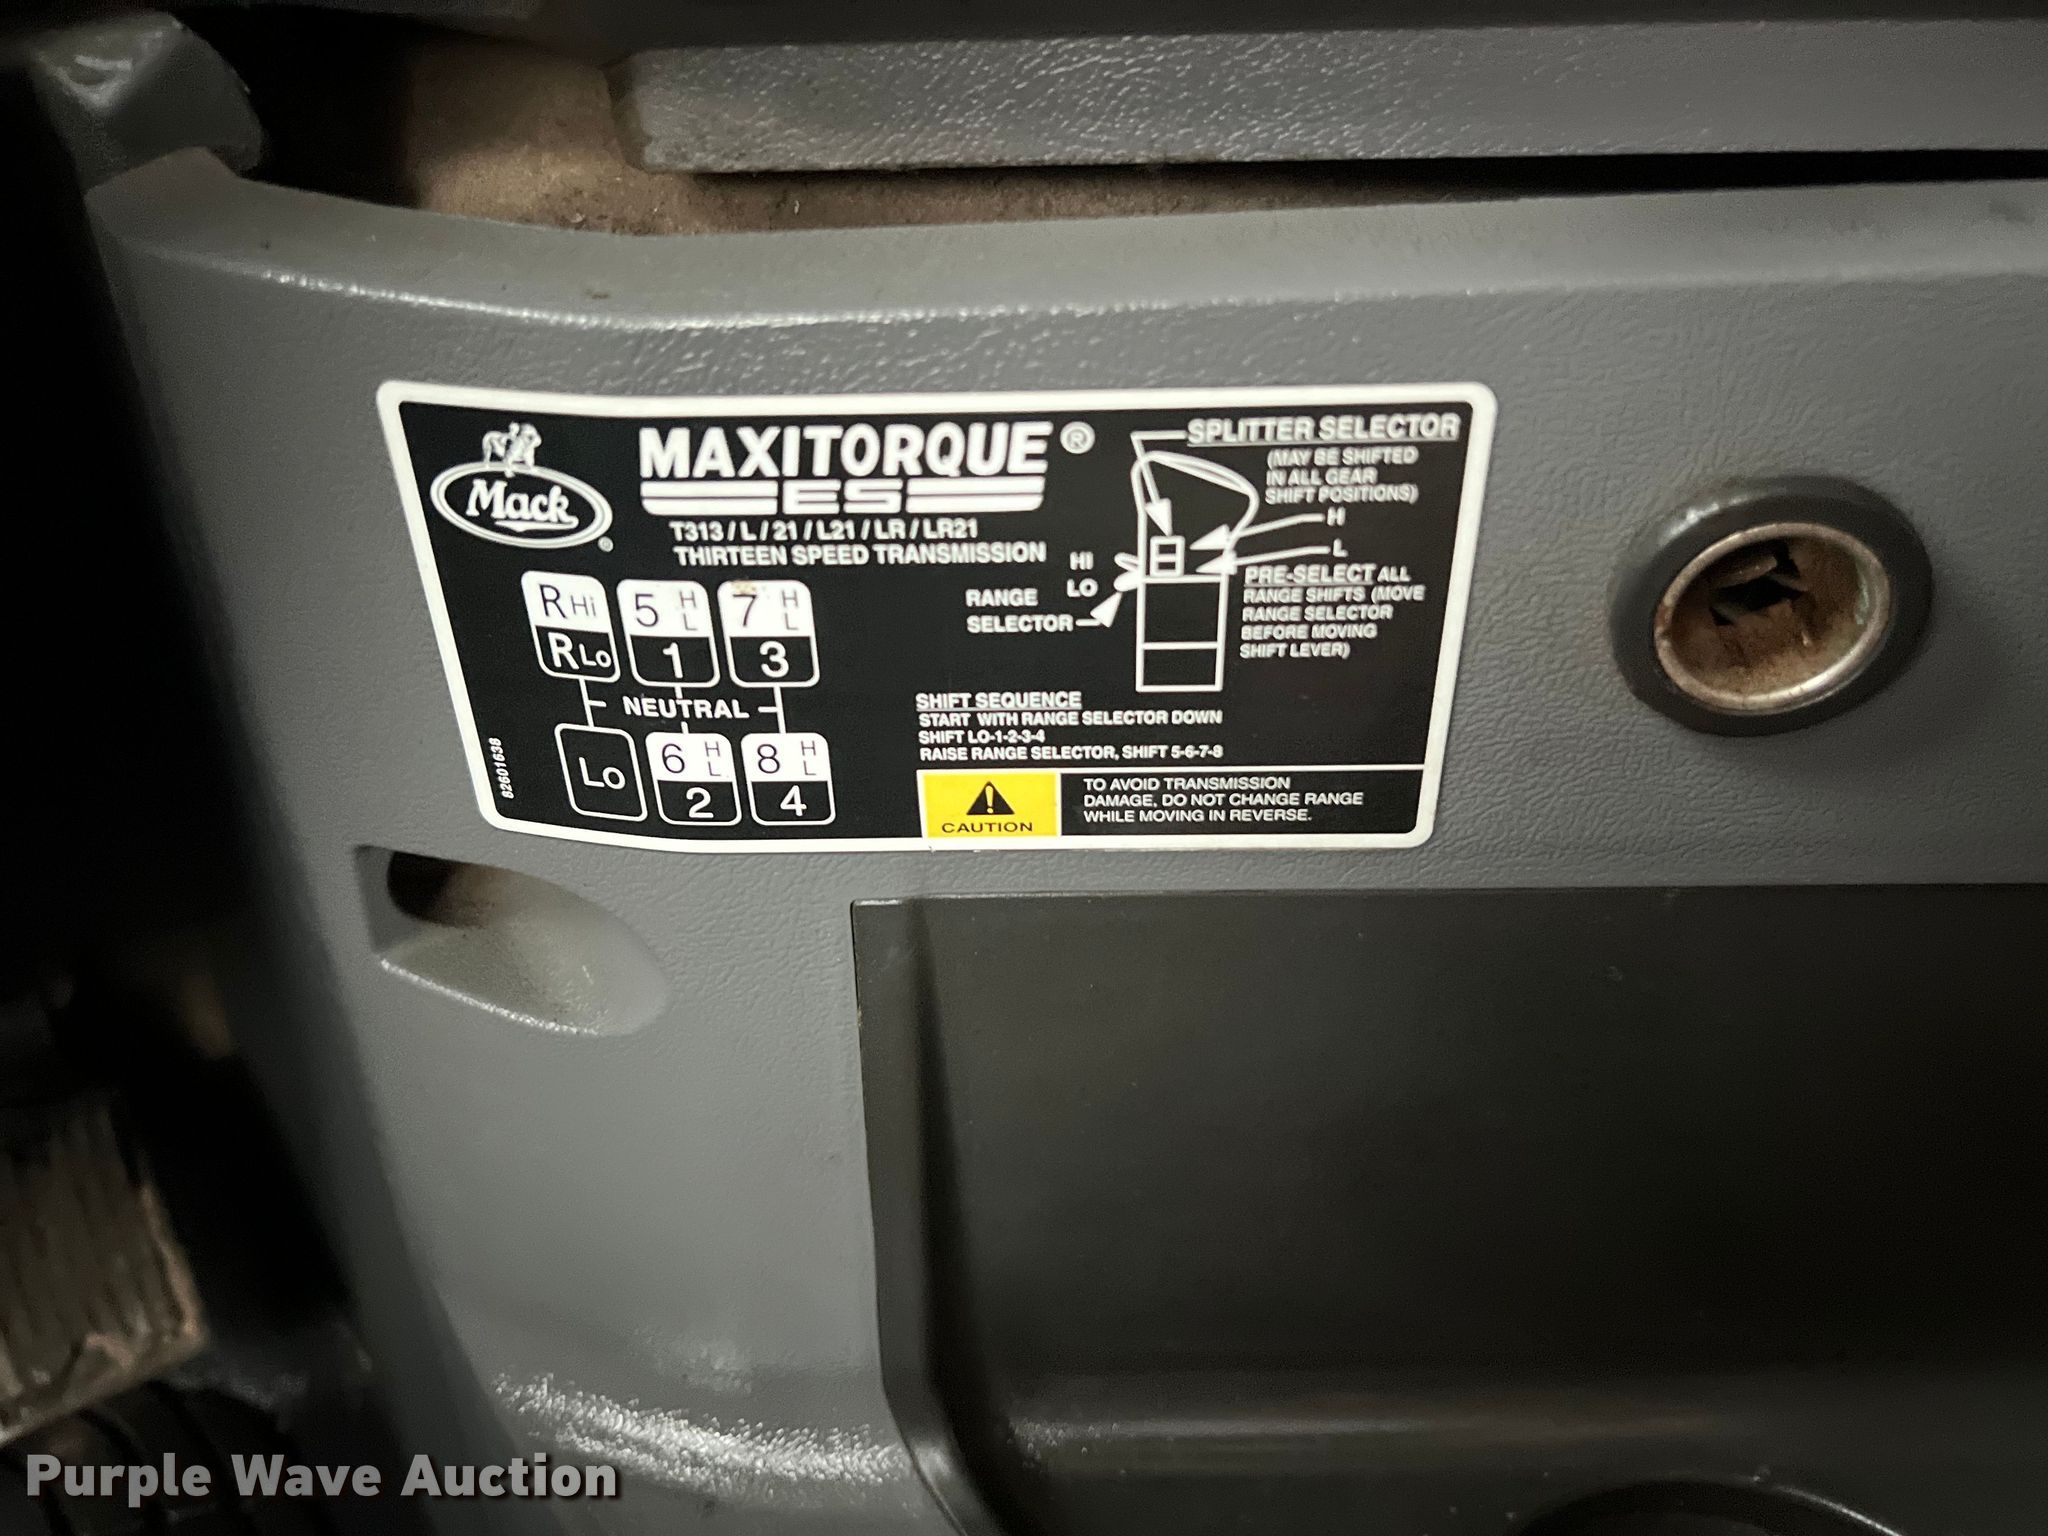 Mack
®
MAXITORQUE®
ES
T313 / L / 21 / L21 / LR / LR21
THIRTEEN SPEED TRANSMISSION
R Hi 5 H L 7 H L
R Lo 1 3
NEUTRAL
Lo 6 H L 8 H L
2 4
82601638
SPLITTER SELECTOR
(MAY BE SHIFTED
IN ALL GEAR
SHIFT POSITIONS)
H
L
HI
LO
RANGE
SELECTOR
PRE-SELECT ALL
RANGE SHIFTS (MOVE
RANGE SELECTOR
BEFORE MOVING
SHIFT LEVER)
SHIFT SEQUENCE
START WITH RANGE SELECTOR DOWN
SHIFT LO-1-2-3-4
RAISE RANGE SELECTOR, SHIFT 5-6-7-8
CAUTION
TO AVOID TRANSMISSION
DAMAGE, DO NOT CHANGE RANGE
WHILE MOVING IN REVERSE.
Purple Wave Auction